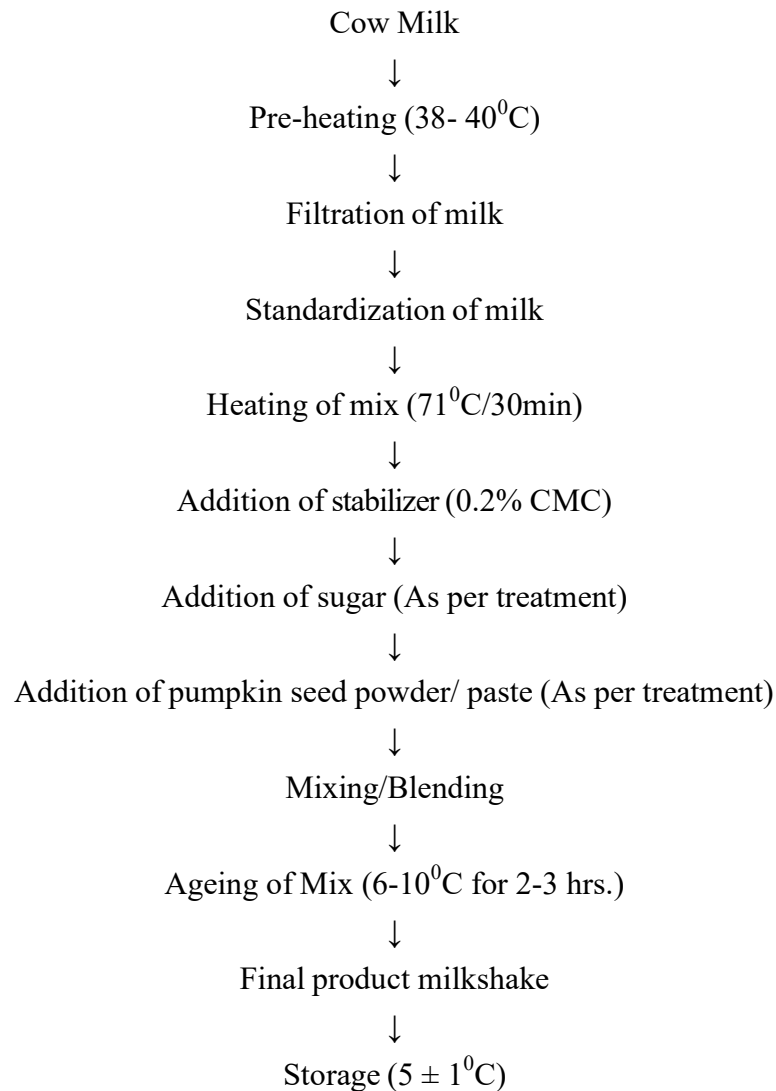 Cow Milk
↓
Pre-heating (38- 40⁰C)
↓
Filtration of milk
↓
Standardization of milk
↓
Heating of mix (71⁰C/30min)
↓
Addition of stabilizer (0.2% CMC)
↓
Addition of sugar (As per treatment)
↓
Addition of pumpkin seed powder/ paste (As per treatment)
↓
Mixing/Blending
↓
Ageing of Mix (6-10⁰C for 2-3 hrs.)
↓
Final product milkshake
↓
Storage (5 ± 1⁰C)